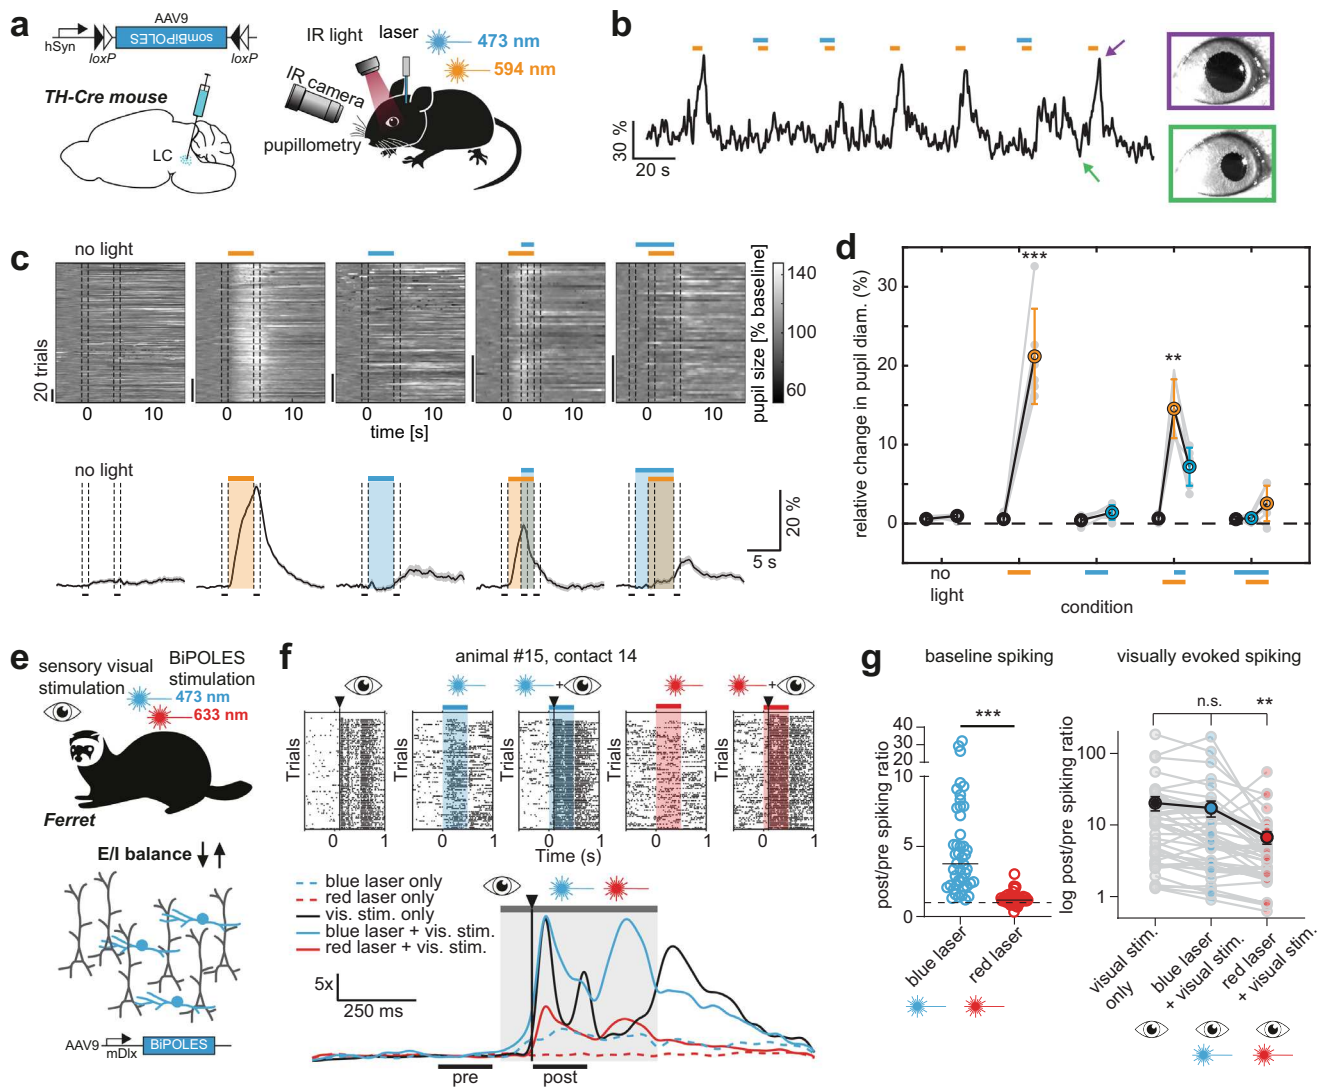 a
AAV9
hSyn
somBiPOLES
loxP
loxP
TH-Cre mouse
LC
IR light
laser
473 nm
594 nm
IR camera
pupillometry
b
30 %
20 s
c
no light
20 trials
0 10
0 10
0 10
0 10
0 10
time [s]
pupil size [% baseline]
140
100
60
no light
20 %
5 s
d
relative change in pupil diam. (%)
30
20
10
0
***
**
no light
condition
e
sensory visual stimulation
BiPOLES stimulation
473 nm
633 nm
Ferret
E/I balance
AAV9
mDlx
BiPOLES
f
animal #15, contact 14
+
+
Trials
Trials
Trials
Trials
Trials
0 1
0 1
0 1
0 1
0 1
Time (s)
blue laser only
red laser only
vis. stim. only
blue laser + vis. stim.
red laser + vis. stim.
5x
250 ms
pre
post
g
baseline spiking
post/pre spiking ratio
40
30
10
5
0
***
blue laser
red laser
visually evoked spiking
log post/pre spiking ratio
100
10
1
n.s.
**
visual stim. only
blue laser + visual stim.
red laser + visual stim.